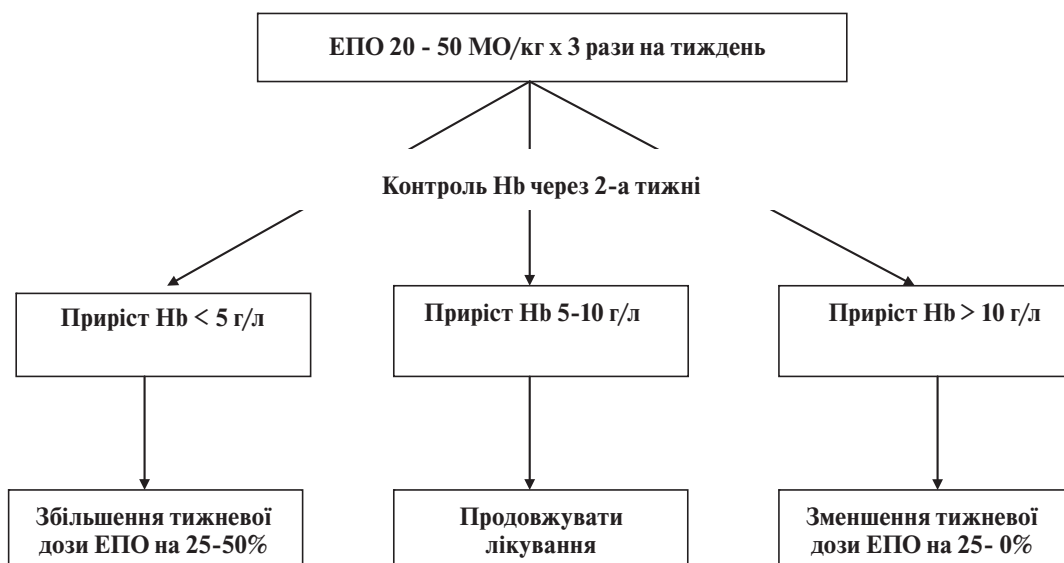 ЕПО 20 - 50 МО/кг х 3 рази на тиждень
Контроль Hb через 2-а тижні
Приріст Hb < 5 г/л
Приріст Hb 5-10 г/л
Приріст Hb > 10 г/л
Збільшення тижневої
дози ЕПО на 25-50%
Продовжувати
лікування
Зменшення тижневої
дози ЕПО на 25- 0%